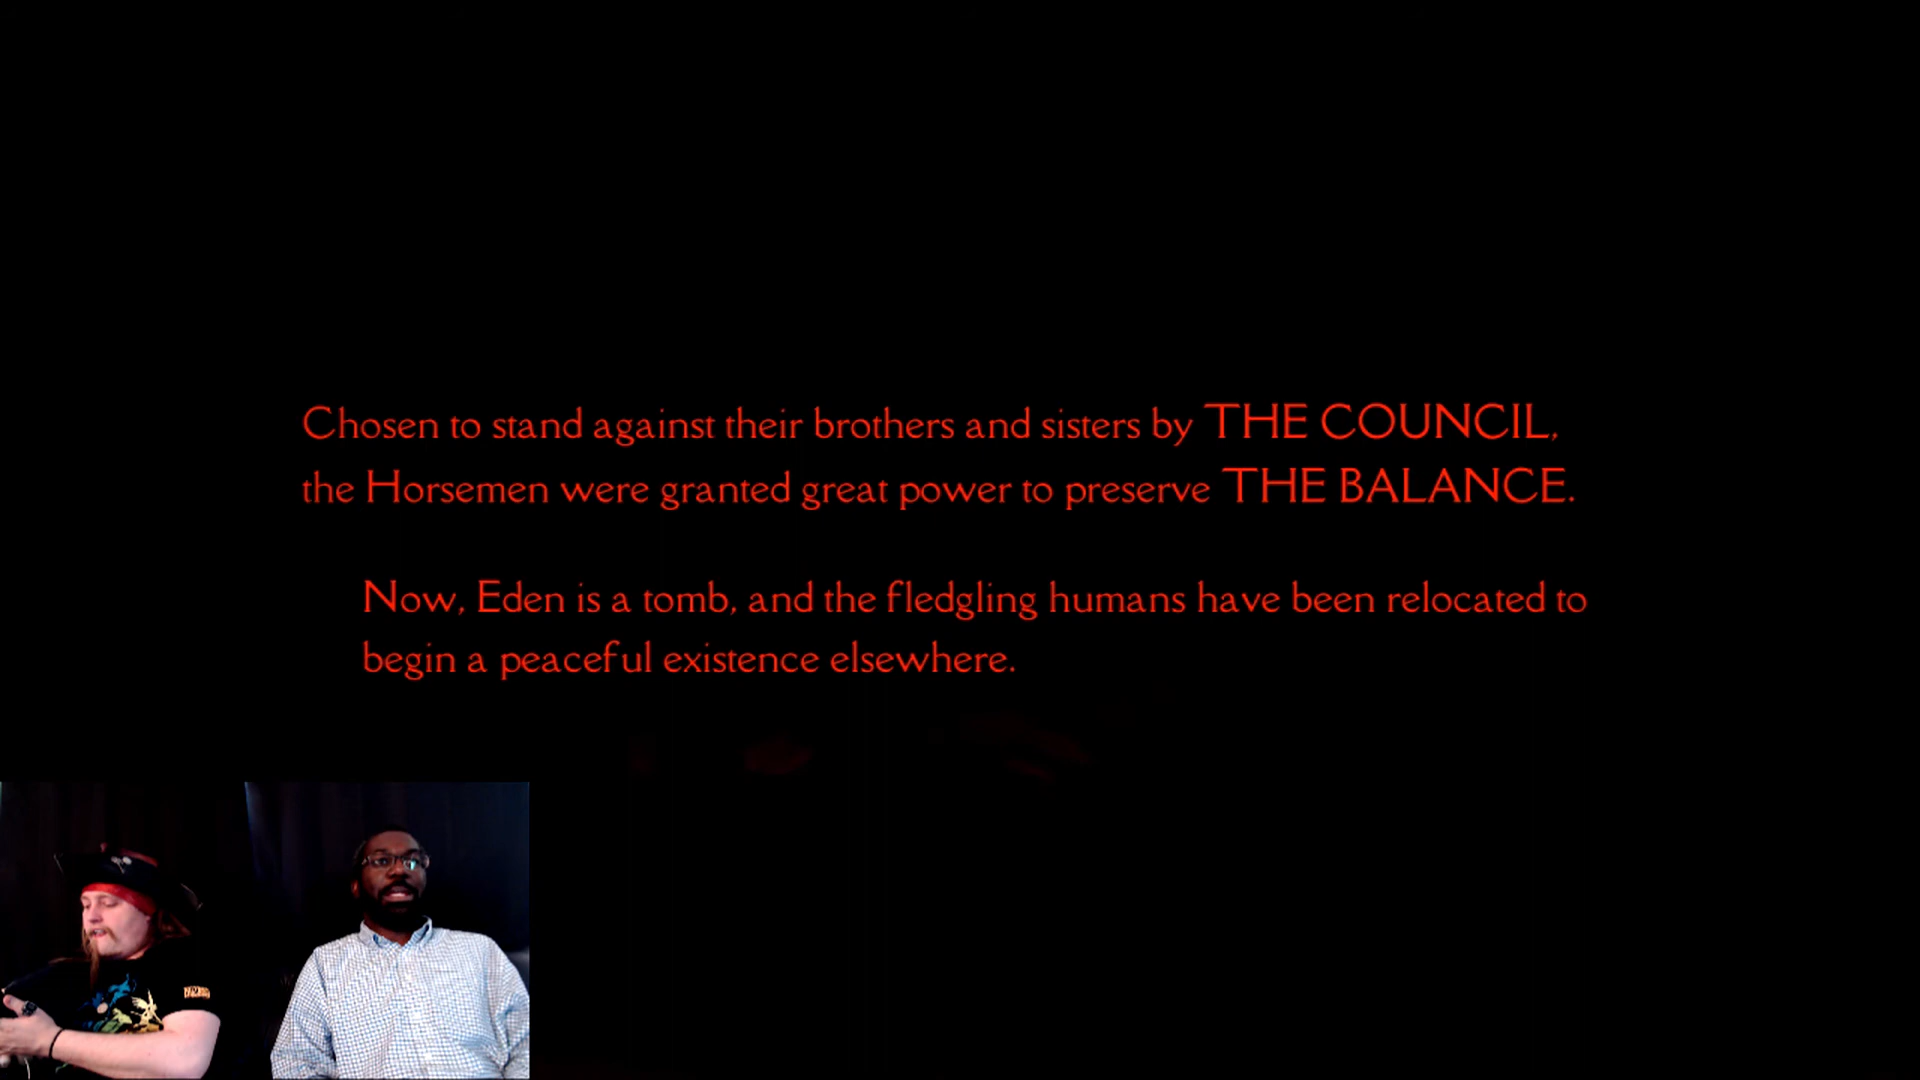 Chosen to stand against their brothers and sisters by THE COUNCIL,
the Horsemen were granted great power to preserve THE BALANCE.
Now, Eden is a tomb, and the fledgling humans have been relocated to
begin a peaceful existence elsewhere.